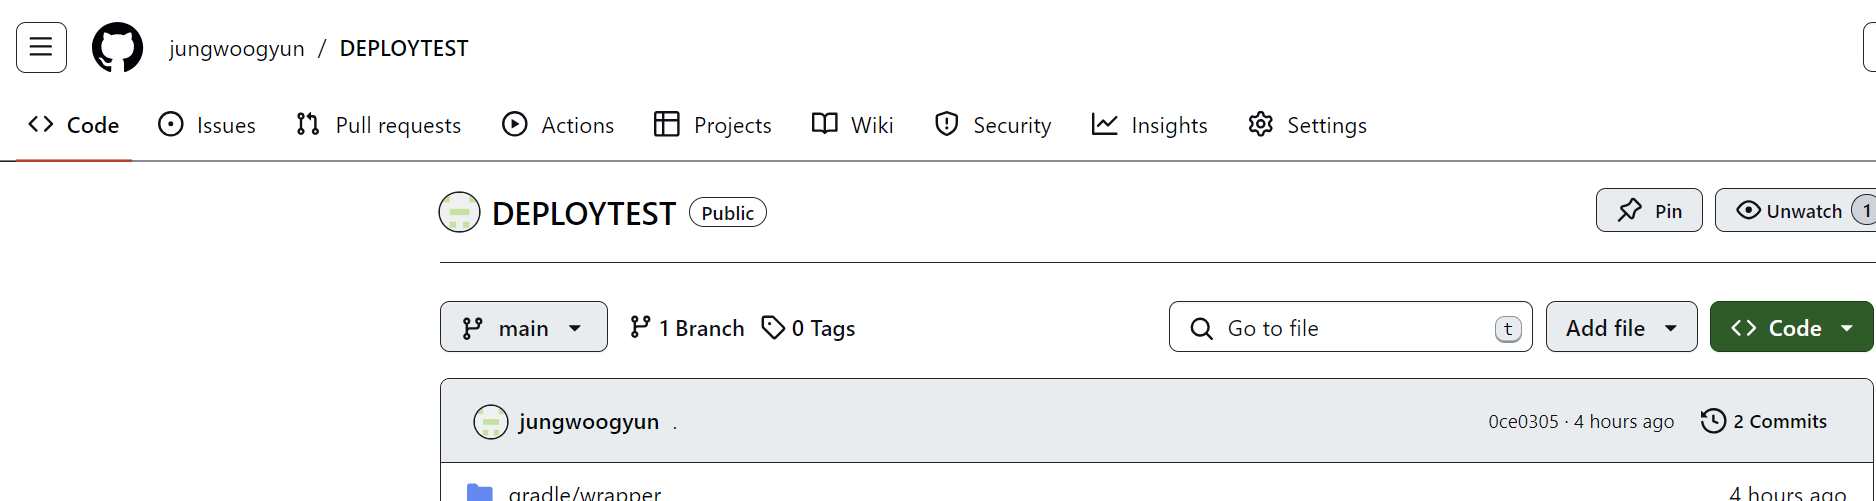 jungwoogyun / DEPLOYTEST
Code Issues Pull requests Actions Projects Wiki Security Insights Settings
DEPLOYTEST Public Pin Unwatch 1
main 1 Branch 0 Tags Go to file t Add file Code
jungwoogyun . 0ce0305 · 4 hours ago 2 Commits
gradle/wrapper 4 hours ago